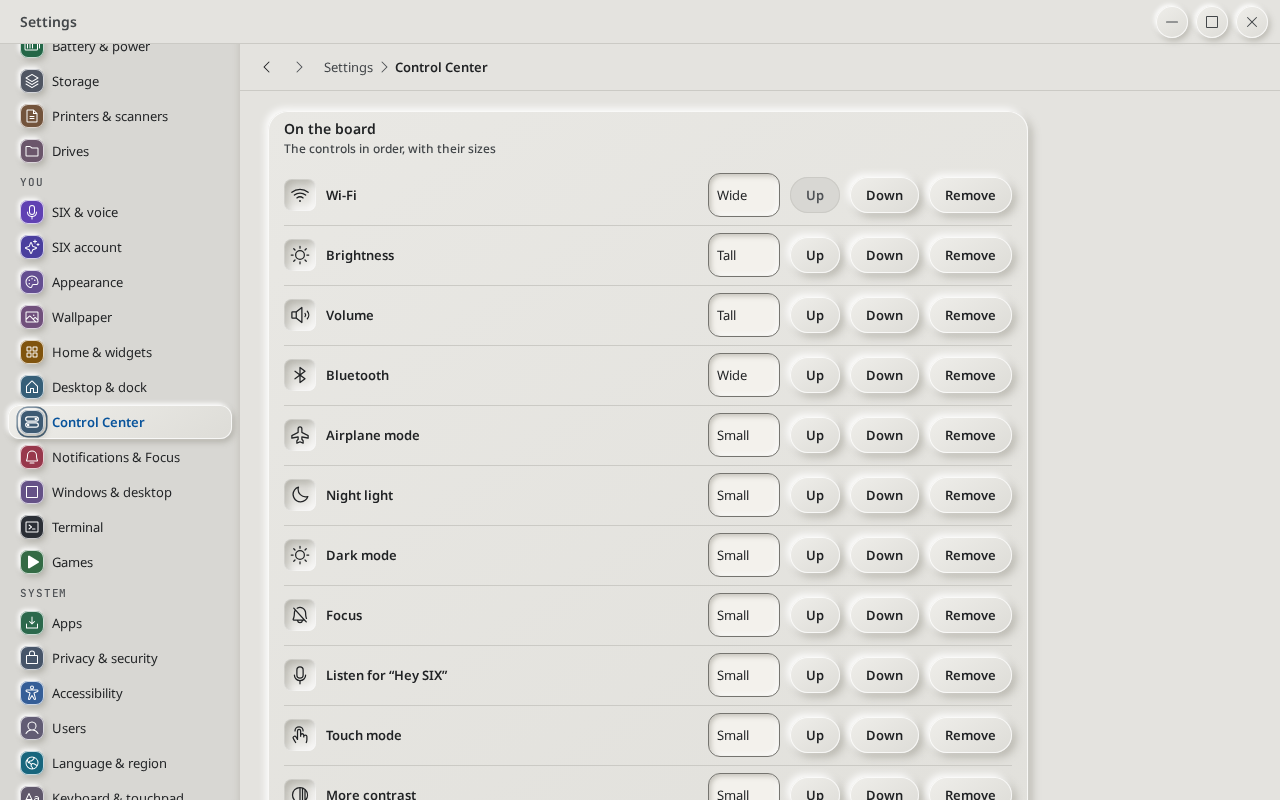 Settings
Battery & power
Storage
Printers & scanners
Drives
YOU
SIX & voice
SIX account
Appearance
Wallpaper
Home & widgets
Desktop & dock
Control Center
Notifications & Focus
Windows & desktop
Terminal
Games
SYSTEM
Apps
Privacy & security
Accessibility
Users
Language & region
Aa Keyboard & touchpad
Settings > Control Center
On the board
The controls in order, with their sizes
Wi-Fi Wide Up Down Remove
Brightness Tall Up Down Remove
Volume Tall Up Down Remove
Bluetooth Wide Up Down Remove
Airplane mode Small Up Down Remove
Night light Small Up Down Remove
Dark mode Small Up Down Remove
Focus Small Up Down Remove
Listen for “Hey SIX” Small Up Down Remove
Touch mode Small Up Down Remove
More contrast Small Up Down Remove